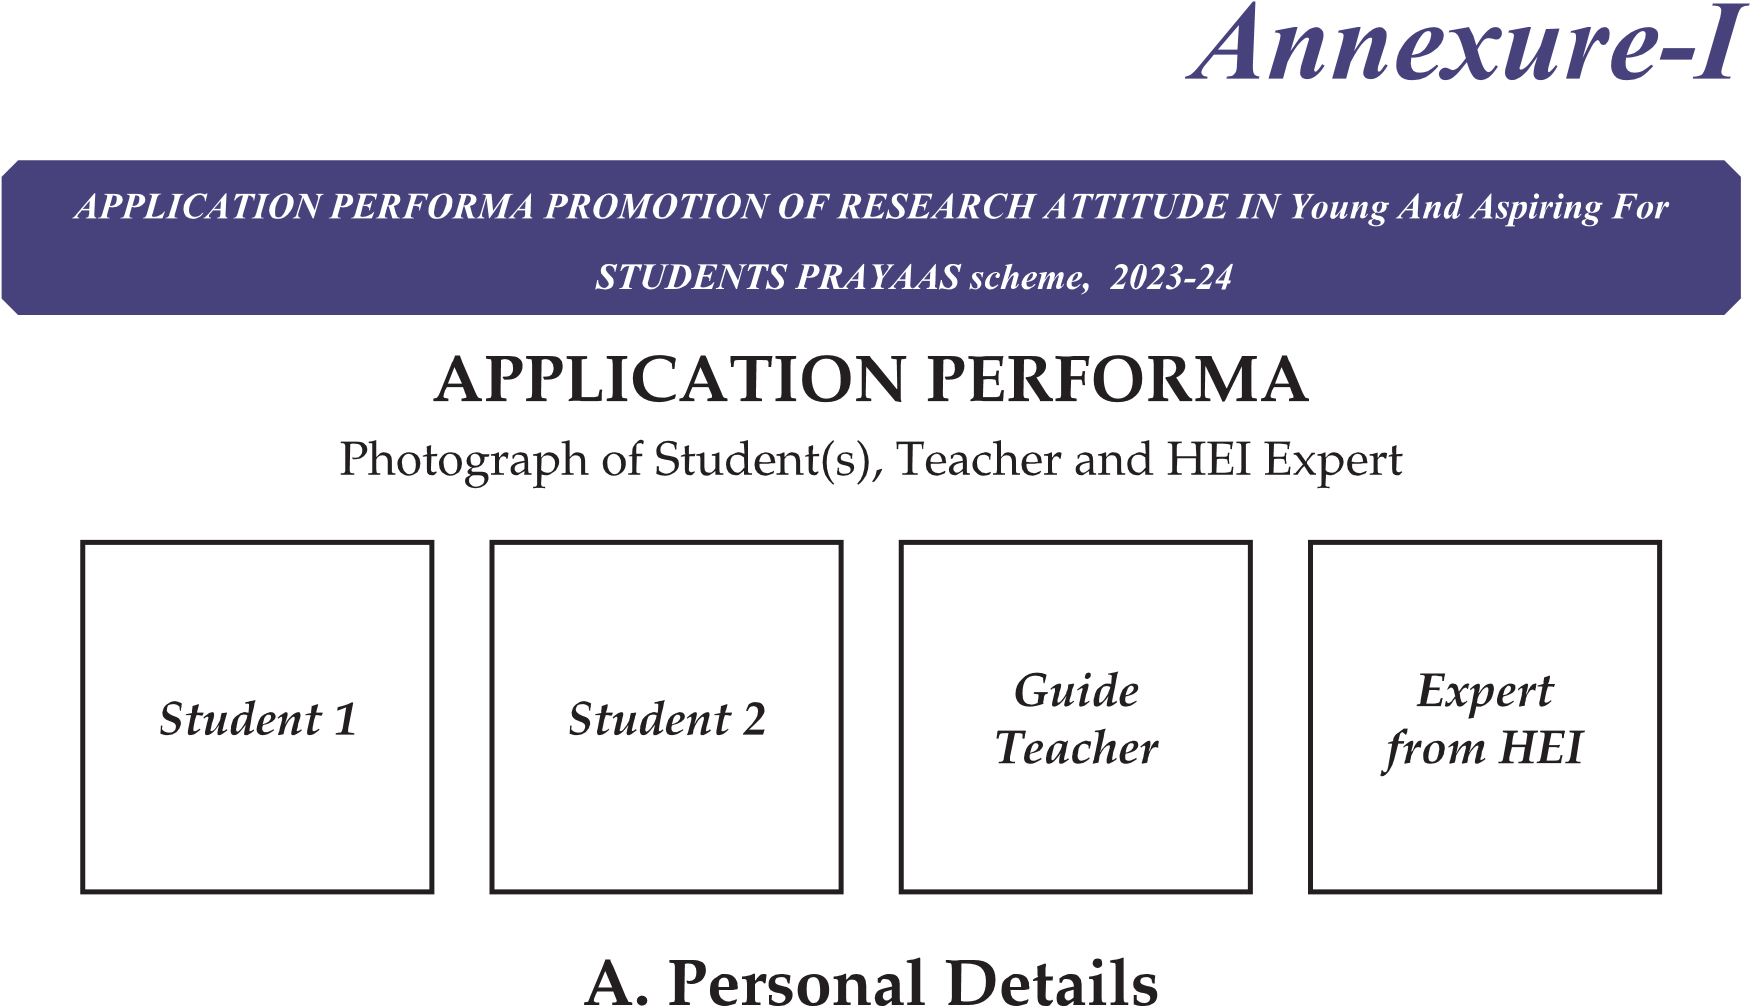 Annexure-I
APPLICATION PERFORMA PROMOTION OF RESEARCH ATTITUDE IN Young And Aspiring For
STUDENTS PRAYAAS scheme, 2023-24
APPLICATION PERFORMA
Photograph of Student(s), Teacher and HEI Expert
Student 1
Student 2
Guide
Teacher
Expert
from HEI
A. Personal Details